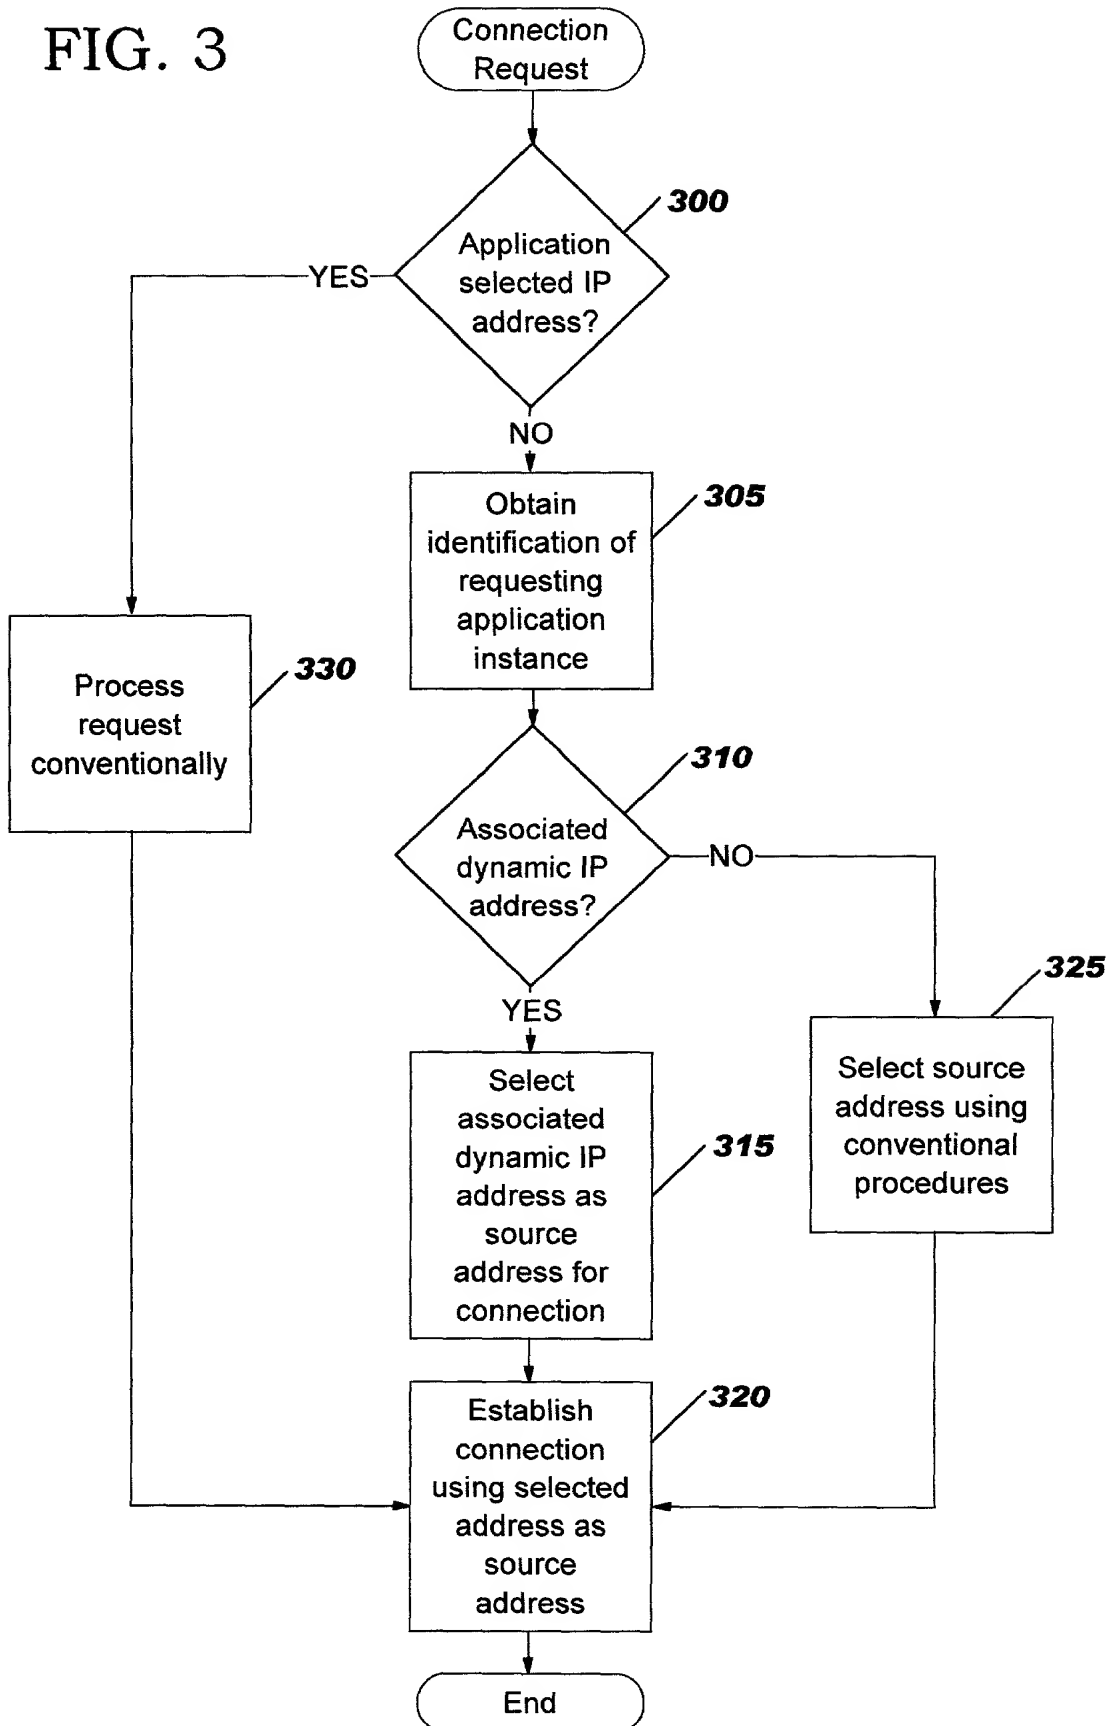 FIG. 3
Connection
Request
300
Application
selected IP
address?
YES
NO
305
Obtain
identification of
requesting
application
instance
330
Process
request
conventionally
310
Associated
dynamic IP
address?
NO
YES
325
Select source
address using
conventional
procedures
315
Select
associated
dynamic IP
address as
source
address for
connection
320
Establish
connection
using selected
address as
source
address
End